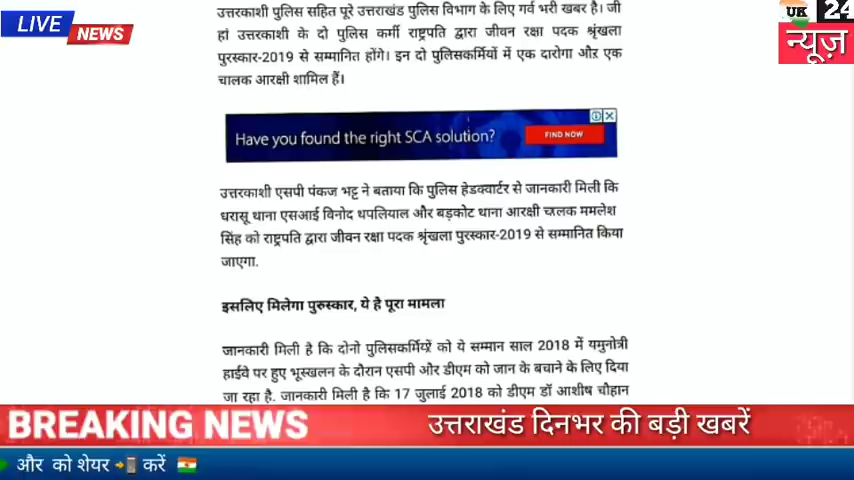 LIVE
NEWS
UK 24
न्यूज़
उत्तरकाशी पुलिस सहित पूरे उत्तराखंड पुलिस विभाग के लिए गर्व भरी खबर है। जी
हां उत्तरकाशी के दो पुलिस कर्मी राष्ट्रपति द्वारा जीवन रक्षा पदक श्रृंखला
पुरस्कार-2019 से सम्मानित होंगे। इन दो पुलिसकर्मियों में एक दारोगा और एक
चालक आरक्षी शामिल हैं।
Have you found the right SCA solution?
FIND NOW
उत्तरकाशी एसपी पंकज भट्ट ने बताया कि पुलिस हेडक्वार्टर से जानकारी मिली कि
धरासू थाना एसआई विनोद थपलियाल और बड़कोट थाना आरक्षी चालक ममलेश
सिंह को राष्ट्रपति द्वारा जीवन रक्षा पदक श्रृंखला पुरस्कार-2019 से सम्मानित किया
जाएगा.
इसलिए मिलेगा पुरुस्कार, ये है पूरा मामला
जानकारी मिली है कि दोनो पुलिसकर्मियों को ये सम्मान साल 2018 में यमुनोत्री
हाईवे पर हुए भूस्खलन के दौरान एसपी और डीएम को जान के बचाने के लिए दिया
जा रहा है. जानकारी मिली है कि 17 जुलाई 2018 को डीएम डॉ आशीष चौहान
BREAKING NEWS
उत्तराखंड दिनभर की बड़ी खबरें
और को शेयर 📲 करें 🇮🇳